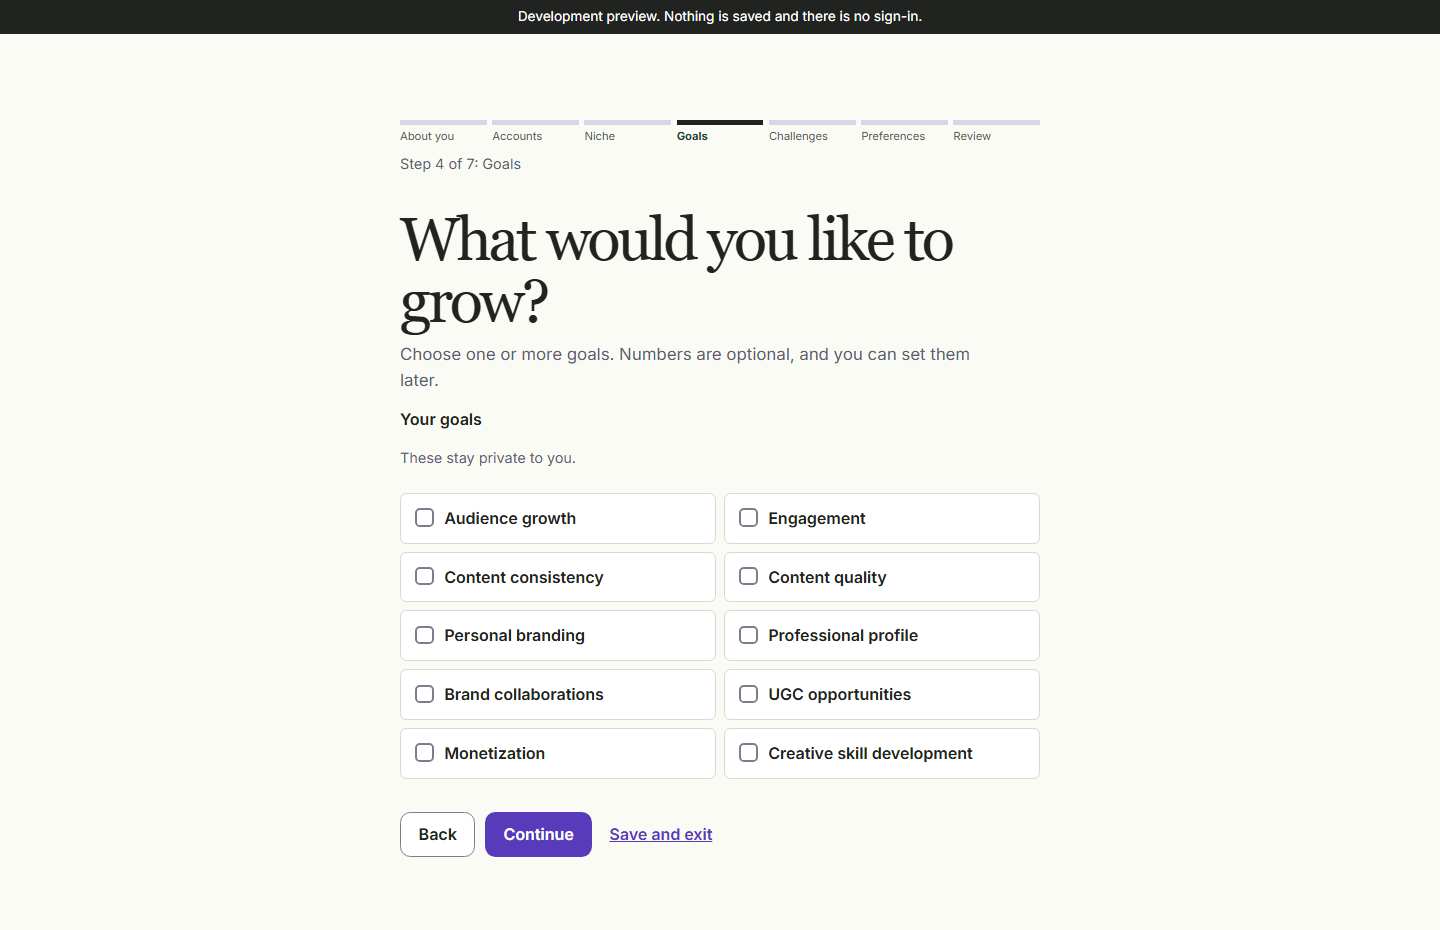 Development preview. Nothing is saved and there is no sign-in.
About you
Accounts
Niche
Goals
Challenges
Preferences
Review
Step 4 of 7: Goals
What would you like to
grow?
Choose one or more goals. Numbers are optional, and you can set them
later.
Your goals
These stay private to you.
Audience growth
Engagement
Content consistency
Content quality
Personal branding
Professional profile
Brand collaborations
UGC opportunities
Monetization
Creative skill development
Back
Continue
Save and exit